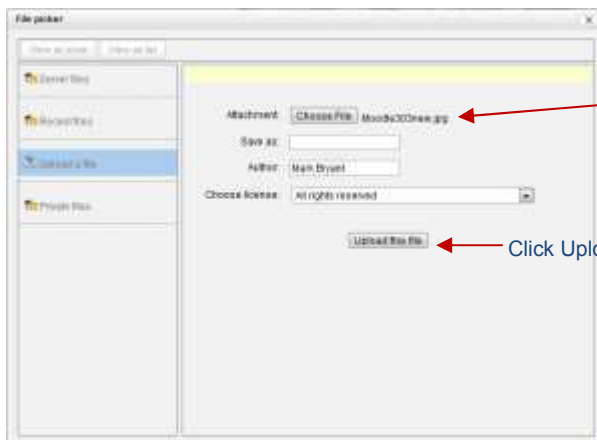 File picker
View as icons View as list
Server files
Recent files
Upload a file
Private files
Attachment: Choose File Moodle303new.jpg
Save as:
Author: Mark Bryant
Choose license: All rights reserved
Upload this file
Click Uplo